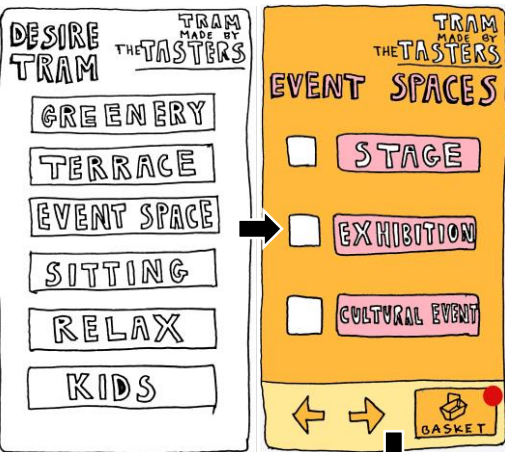 DESIRE
TRAM
TRAM
MADE BY
THE TASTERS
GREENERY
TERRACE
EVENT SPACE
SITTING
RELAX
KIDS
TRAM
MADE BY
THE TASTERS
EVENT SPACES
STAGE
EXHIBITION
CULTURAL EVENT
BASKET